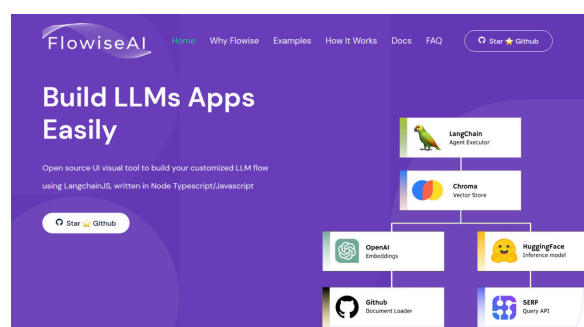 FlowiseAI
Home Why Flowise Examples How It Works Docs FAQ Star ⭐ Github
Build LLMs Apps
Easily
Open source UI visual tool to build your customized LLM flow
using LangchainJS, written in Node Typescript/Javascript
Star ⭐ Github
LangChain
Agent Executor
Chroma
Vector Store
OpenAI
Embeddings
HuggingFace
Inference model
Github
Document Loader
SERP
Query API